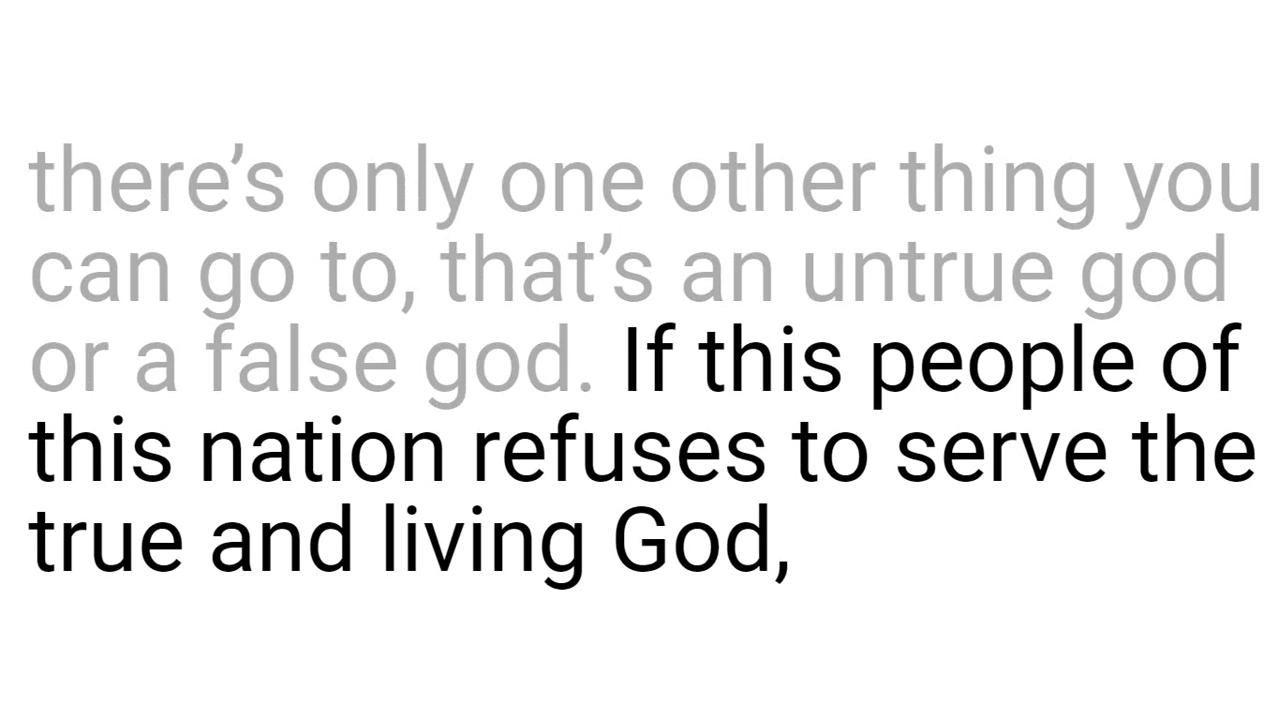 there’s only one other thing you
can go to, that’s an untrue god
or a false god. If this people of
this nation refuses to serve the
true and living God,